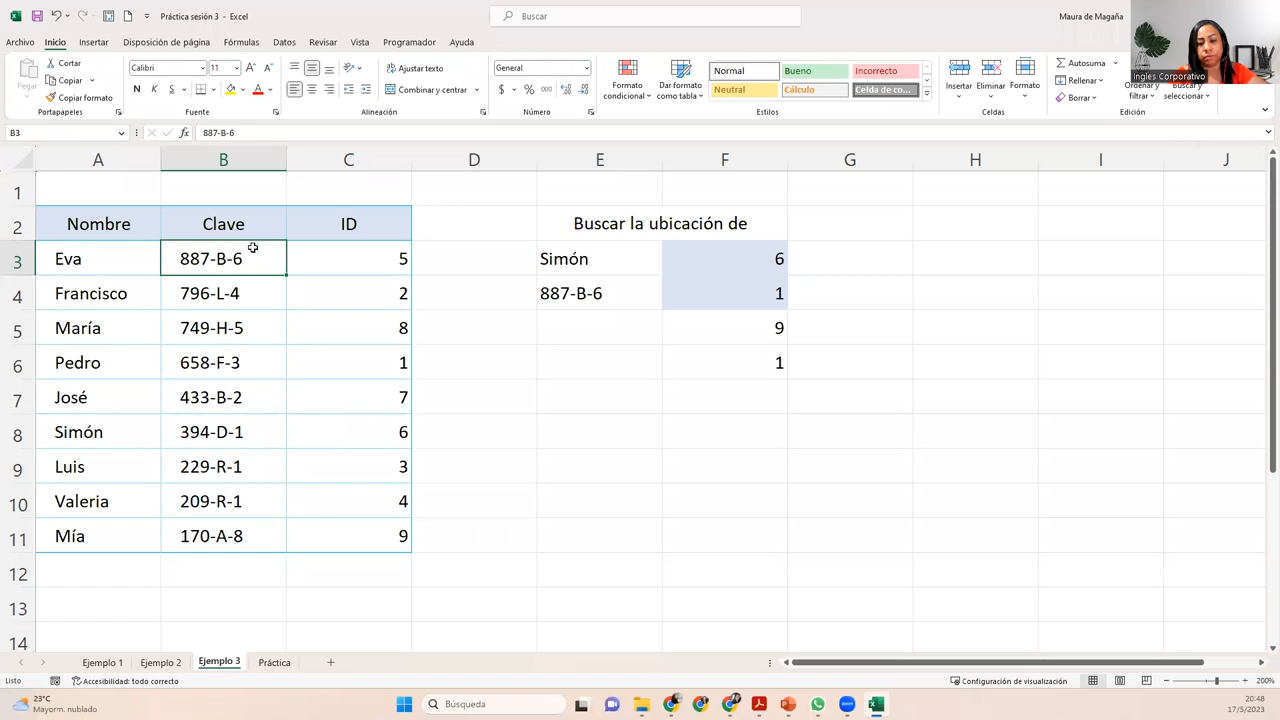 Práctica sesión 3 - Excel
Buscar
Maura de Magaña
Archivo Inicio Insertar Disposición de página Fórmulas Datos Revisar Vista Programador Ayuda
Pegar
Cortar
Copiar
Copiar formato
Portapapeles
Calibri 11
N K S
Fuente
Ajustar texto
Combinar y centrar
Alineación
General
$ % 000
Número
Formato condicional
Dar formato como tabla
Normal Bueno Incorrecto
Neutral Cálculo Celda de co...
Estilos
Insertar Eliminar Formato
Celdas
Autosuma
Rellenar
Borrar
Ordenar y filtrar
Buscar y seleccionar
Edición
Ingles Corporativo
B3 fx 887-B-6
A B C D E F G H I J
1
2 Nombre Clave ID Buscar la ubicación de
3 Eva 887-B-6 5 Simón 6
4 Francisco 796-L-4 2 887-B-6 1
5 María 749-H-5 8 9
6 Pedro 658-F-3 1 1
7 José 433-B-2 7
8 Simón 394-D-1 6
9 Luis 229-R-1 3
10 Valeria 209-R-1 4
11 Mía 170-A-8 9
12
13
14
Ejemplo 1 Ejemplo 2 Ejemplo 3 Práctica
Listo Accesibilidad: todo correcto Configuración de visualización 200%
23°C
Mayorm. nublado
Búsqueda
zoom
20:48
17/5/2023